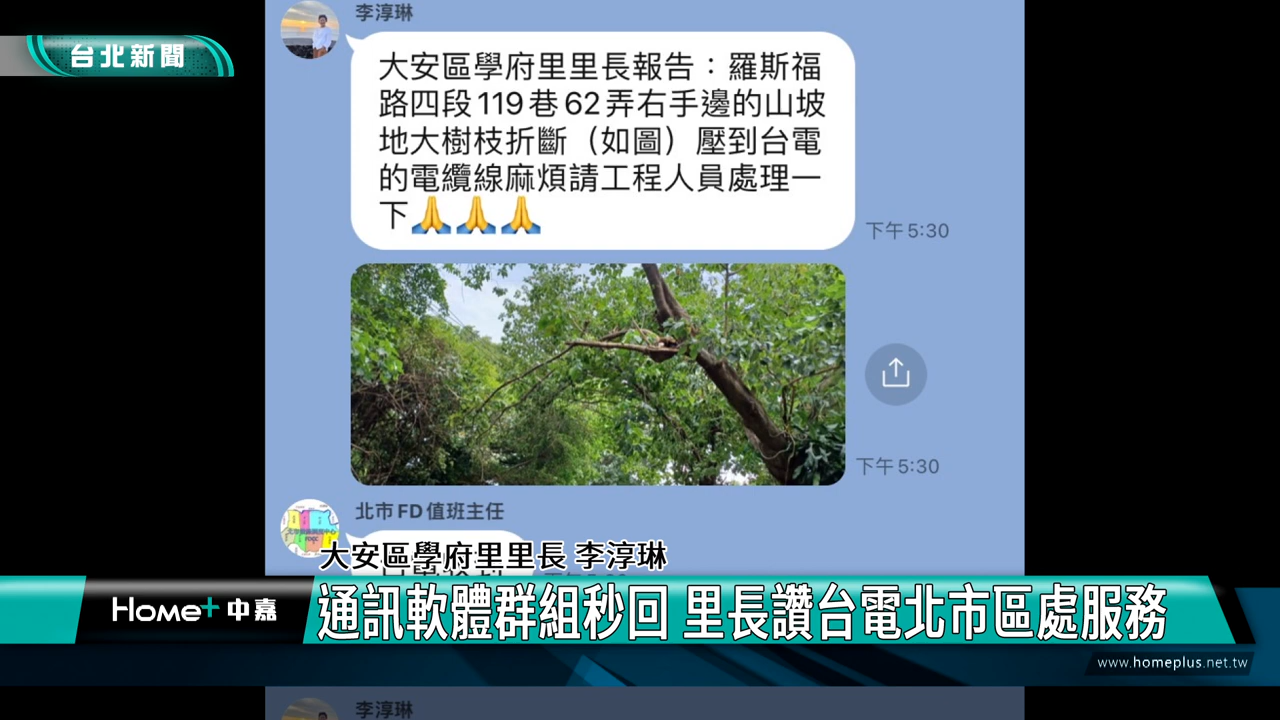 台北新聞
李淳琳
大安區學府里里長報告：羅斯福
路四段119巷62弄右手邊的山坡
地大樹枝折斷（如圖）壓到台電
的電纜線麻煩請工程人員處理一
下🙏🙏🙏
下午5:30
下午5:30
北市FD值班主任
大安區學府里里長 李淳琳
Home+中嘉
通訊軟體群組秒回 里長讚台電北市區處服務
www.homeplus.net.tw
李淳琳